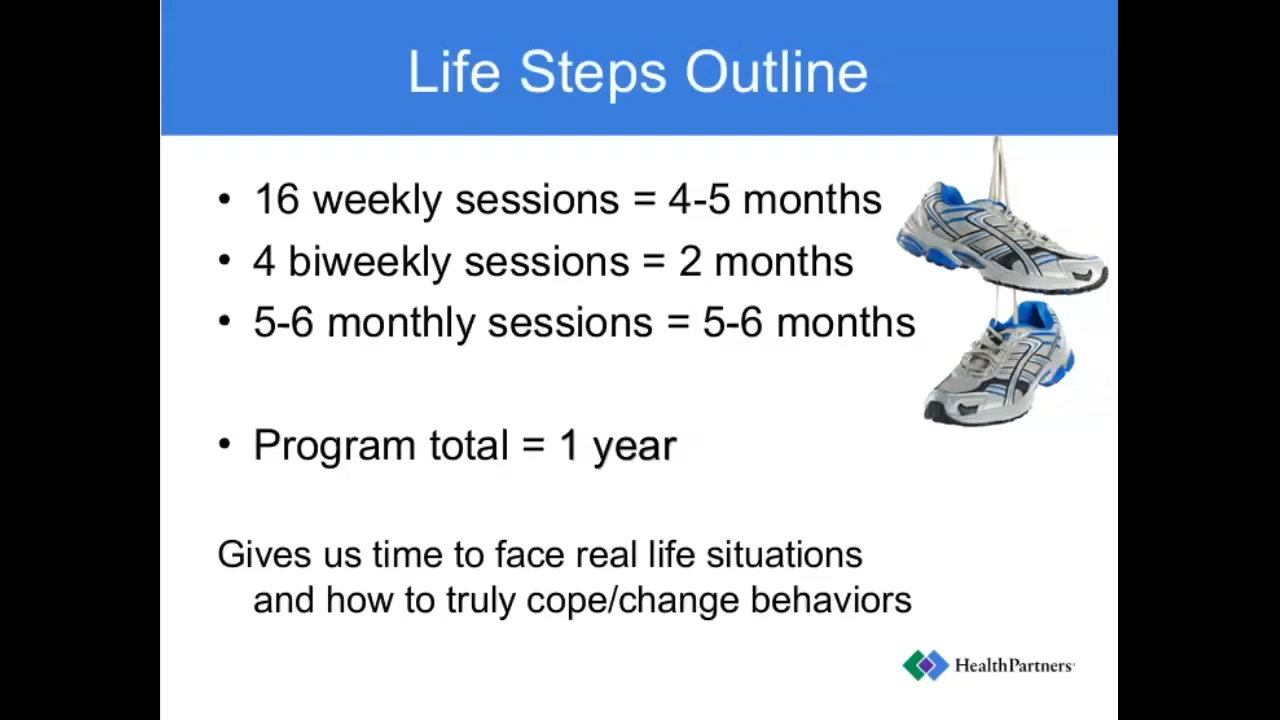 Life Steps Outline
• 16 weekly sessions = 4-5 months
• 4 biweekly sessions = 2 months
• 5-6 monthly sessions = 5-6 months
• Program total = 1 year
Gives us time to face real life situations
and how to truly cope/change behaviors
HealthPartners